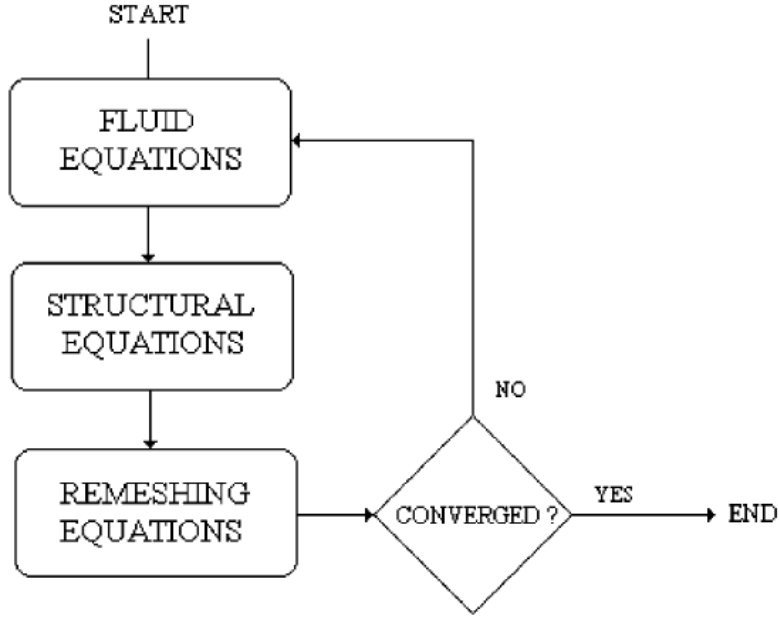 START
FLUID
EQUATIONS
STRUCTURAL
EQUATIONS
NO
REMESHING
EQUATIONS
CONVERGED ?
YES
END